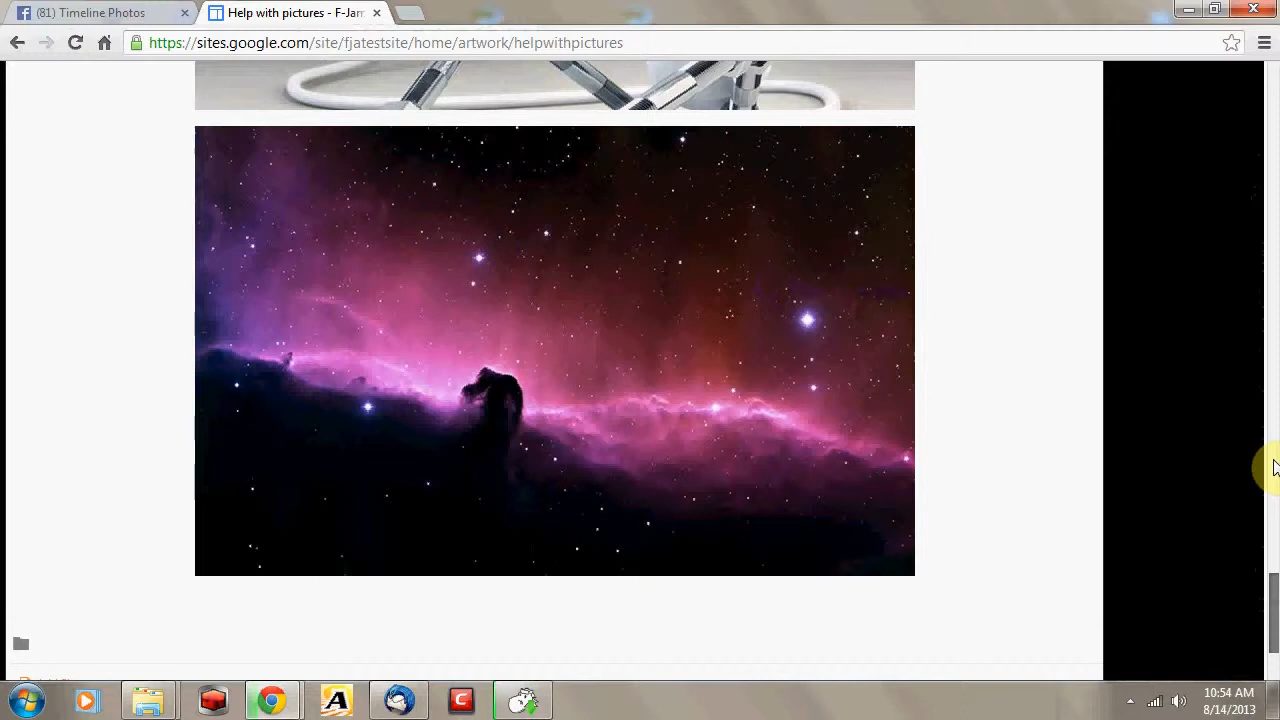 (81) Timeline Photos
Help with pictures - F-Jam
https://sites.google.com/site/fjatestsite/home/artwork/helpwithpictures
10:54 AM
8/14/2013